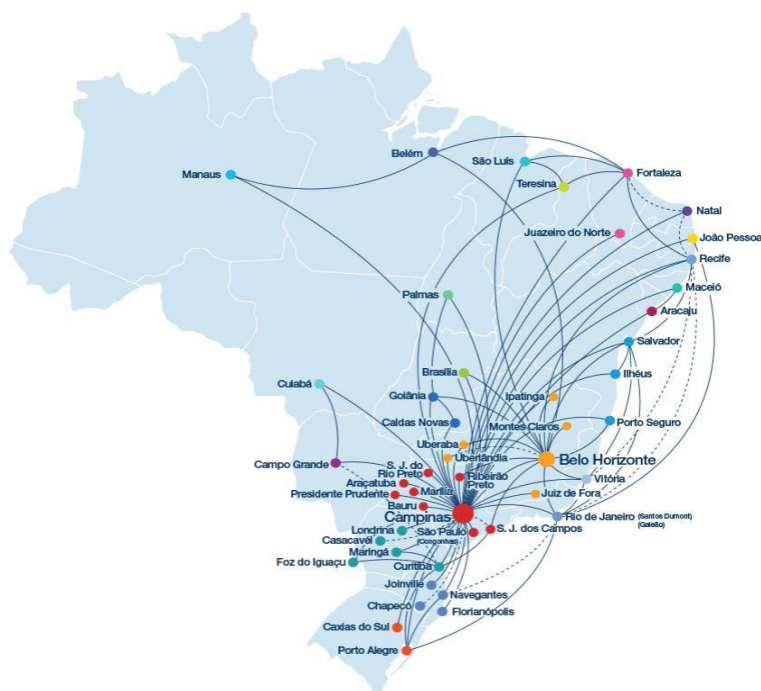 Belém
São Luis
Manaus
Fortaleza
Teresina
Natal
Juazeiro do Norte
João Pessoa
Recife
Maceió
Palmas
Aracaju
Salvador
Brasília
Ilhéus
Cuiabá
Goiânia
Ipatinga
Caldas Novas
Montes Claros
Porto Seguro
Uberaba
Uberlândia
Belo Horizonte
Campo Grande
S. J. do
Rio Preto
Ribeirão
Preto
Vitória
Araçatuba
Marília
Presidente Prudente
Juiz de Fora
Bauru
Campinas
Rio de Janeiro (Santos Dumont)
(Galeão)
Londrina
São Paulo
(Congonhas)
S. J. dos Campos
Casacavél
Maringá
Foz do Iguaçu
Curitiba
Joinville
Navegantes
Chapecó
Florianópolis
Caxias do Sul
Porto Alegre